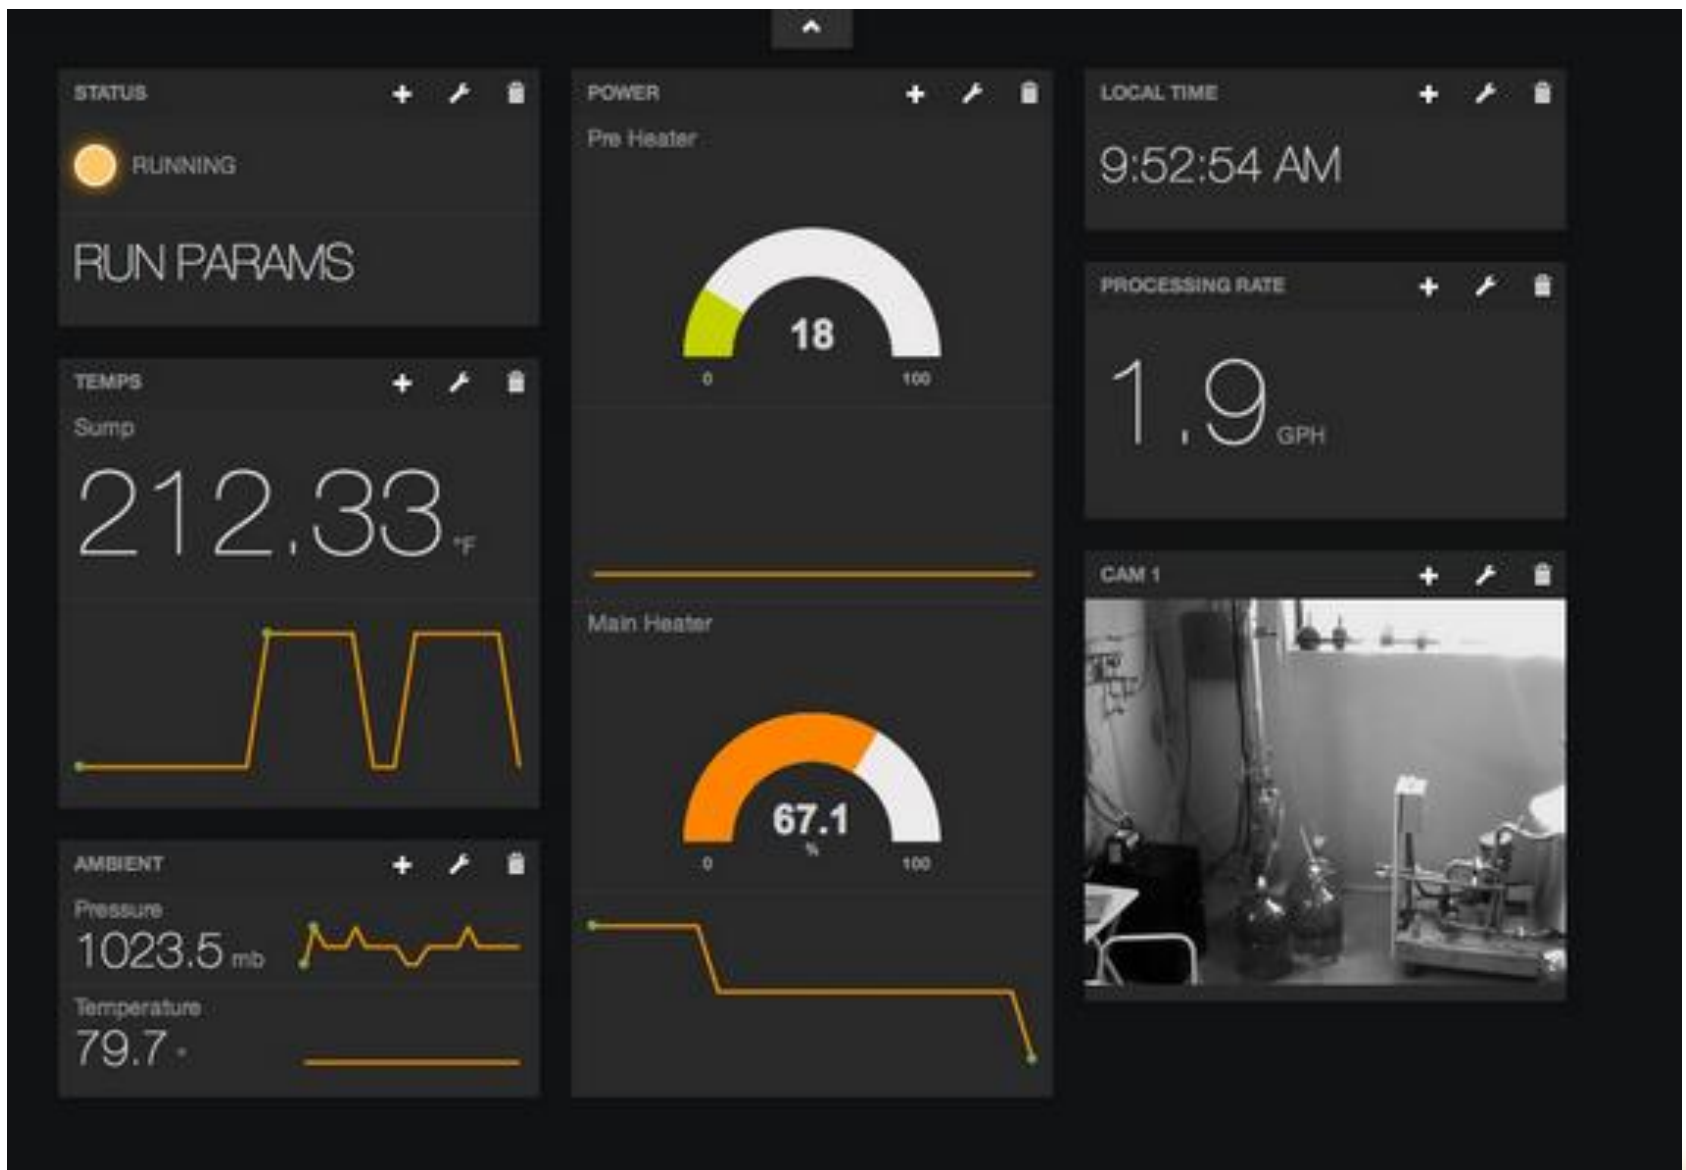 STATUS
RUNNING
RUN PARAMS
TEMPS
Sump
212.33 °F
AMBIENT
Pressure
1023.5 mb
Temperature
79.7 °
POWER
Pre Heater
18
0 100
Main Heater
67.1
%
0 100
LOCAL TIME
9:52:54 AM
PROCESSING RATE
1.9 GPH
CAM 1